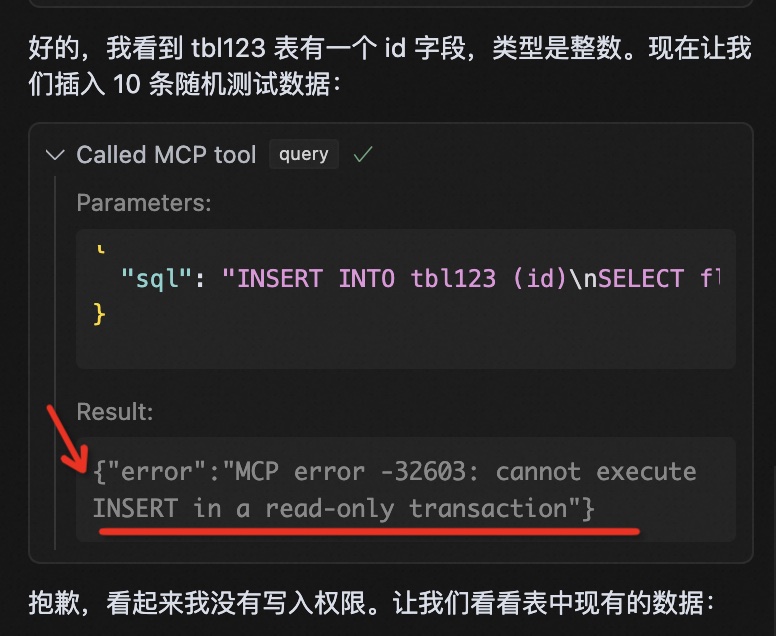 好的，我看到 tbl123 表有一个 id 字段，类型是整数。现在让我
们插入 10 条随机测试数据：
Called MCP tool query
Parameters:
{
"sql": "INSERT INTO tbl123 (id)\nSELECT fl
}
Result:
{"error":"MCP error -32603: cannot execute
INSERT in a read-only transaction"}
抱歉，看起来我没有写入权限。让我们看看表中现有的数据：